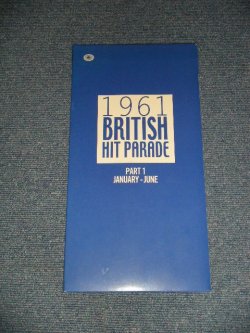 1961
BRITISH
HIT PARADE
PART 1
JANUARY - JUNE